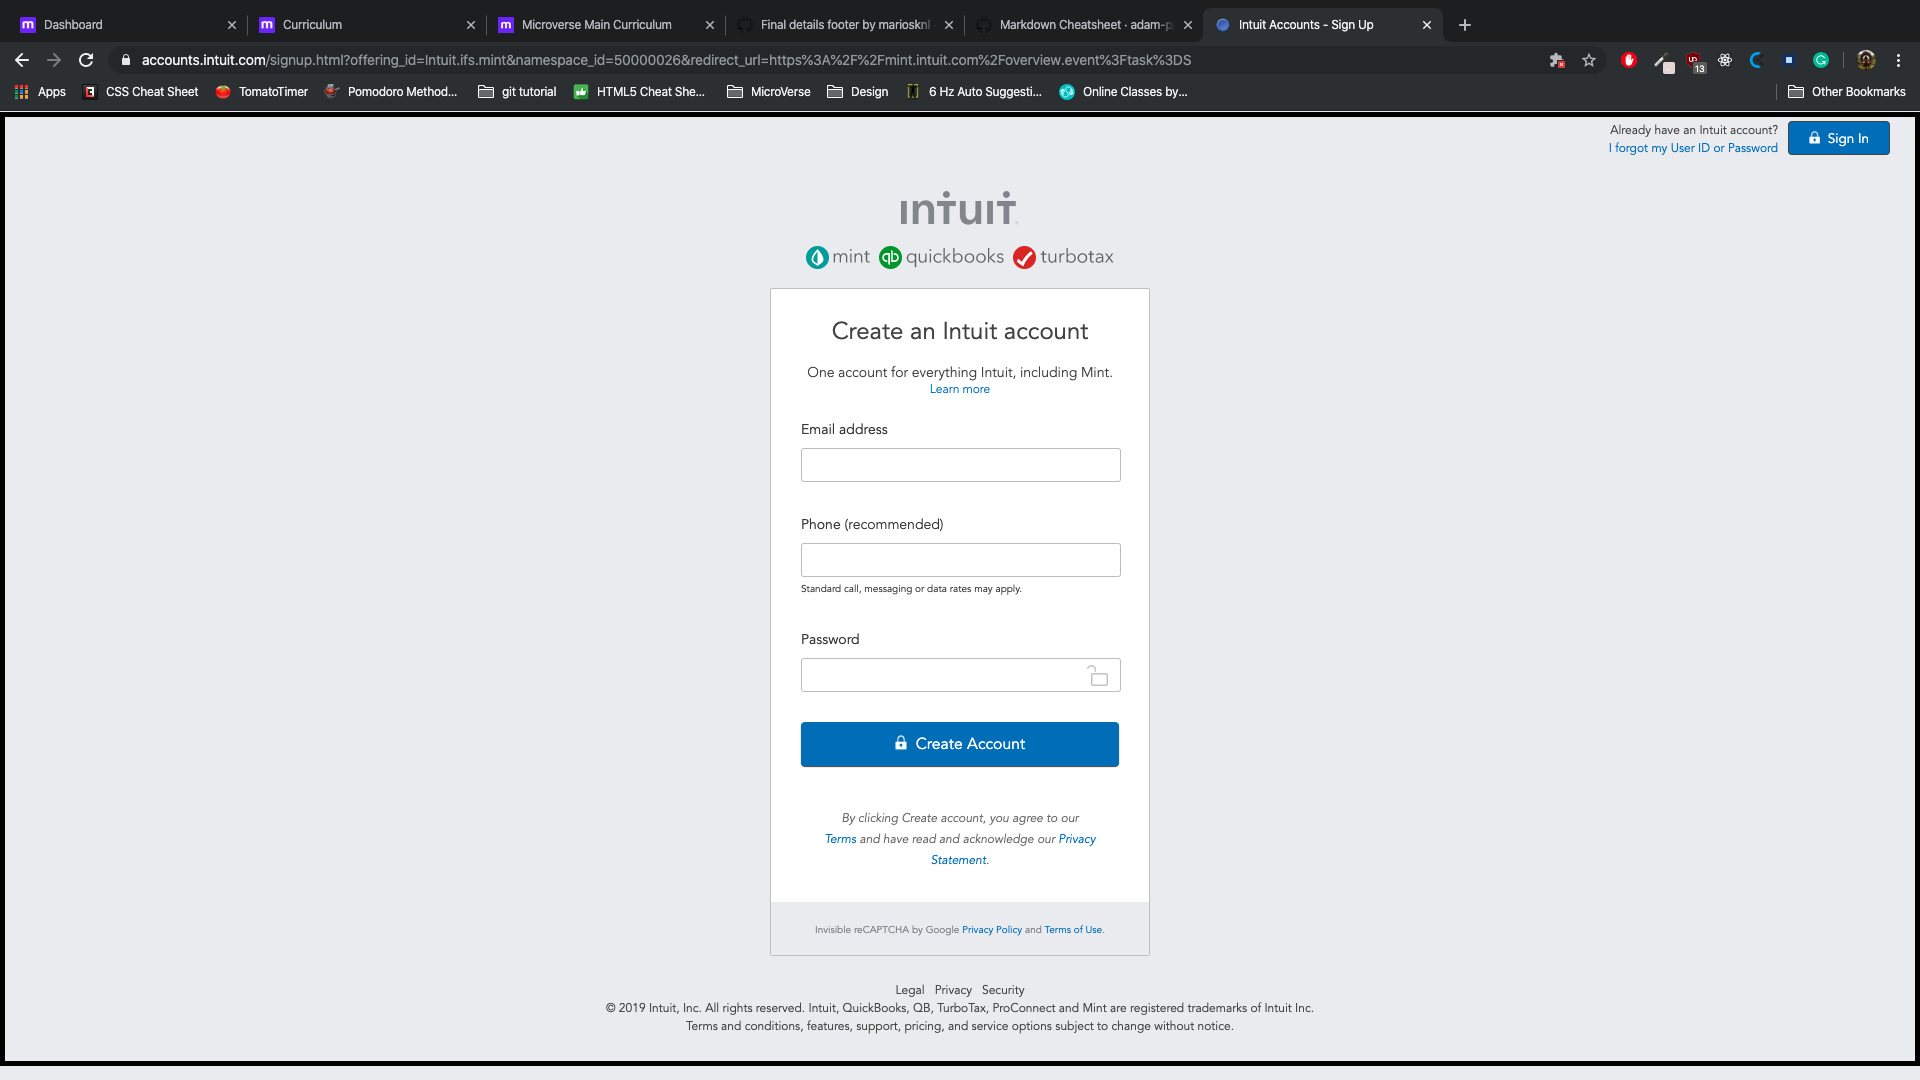 Dashboard
Curriculum
Microverse Main Curriculum
Final details footer by mariosknl
Markdown Cheatsheet · adam-p
Intuit Accounts - Sign Up
accounts.intuit.com/signup.html?offering_id=Intuit.ifs.mint&namespace_id=50000026&redirect_url=https%3A%2F%2Fmint.intuit.com%2Foverview.event%3Ftask%3DS
13
Apps
CSS Cheat Sheet
TomatoTimer
Pomodoro Method...
git tutorial
HTML5 Cheat She...
MicroVerse
Design
6 Hz Auto Suggesti...
Online Classes by...
Other Bookmarks
Already have an Intuit account?
I forgot my User ID or Password
Sign In
intuit
mint qb quickbooks turbotax
Create an Intuit account
One account for everything Intuit, including Mint.
Learn more
Email address
Phone (recommended)
Standard call, messaging or data rates may apply.
Password
Create Account
By clicking Create account, you agree to our
Terms and have read and acknowledge our Privacy
Statement.
Invisible reCAPTCHA by Google Privacy Policy and Terms of Use.
Legal Privacy Security
© 2019 Intuit, Inc. All rights reserved. Intuit, QuickBooks, QB, TurboTax, ProConnect and Mint are registered trademarks of Intuit Inc.
Terms and conditions, features, support, pricing, and service options subject to change without notice.